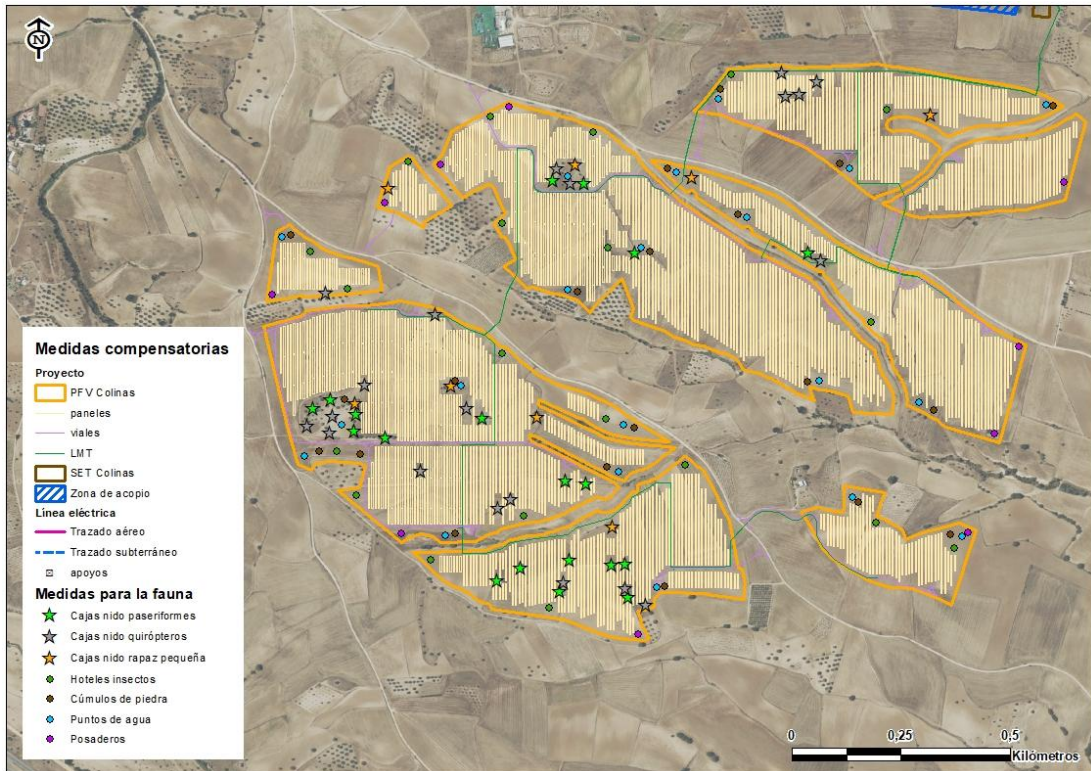 N
Medidas compensatorias
Proyecto
PFV Colinas
paneles
viales
LMT
SET Colinas
Zona de acopio
Línea eléctrica
Trazado aéreo
Trazado subterráneo
apoyos
Medidas para la fauna
Cajas nido paseriformes
Cajas nido quirópteros
Cajas nido rapaz pequeña
Hoteles insectos
Cúmulos de piedra
Puntos de agua
Posaderos
0 0,25 0,5
Kilómetros